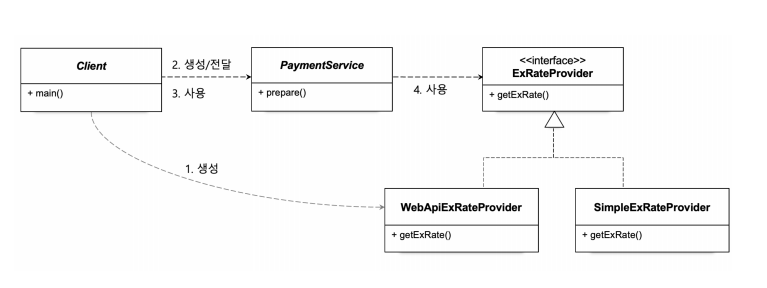 Client
+ main()
2. 생성/전달
3. 사용
PaymentService
+ prepare()
4. 사용
<<interface>>
ExRateProvider
+ getExRate()
1. 생성
WebApiExRateProvider
+ getExRate()
SimpleExRateProvider
+ getExRate()